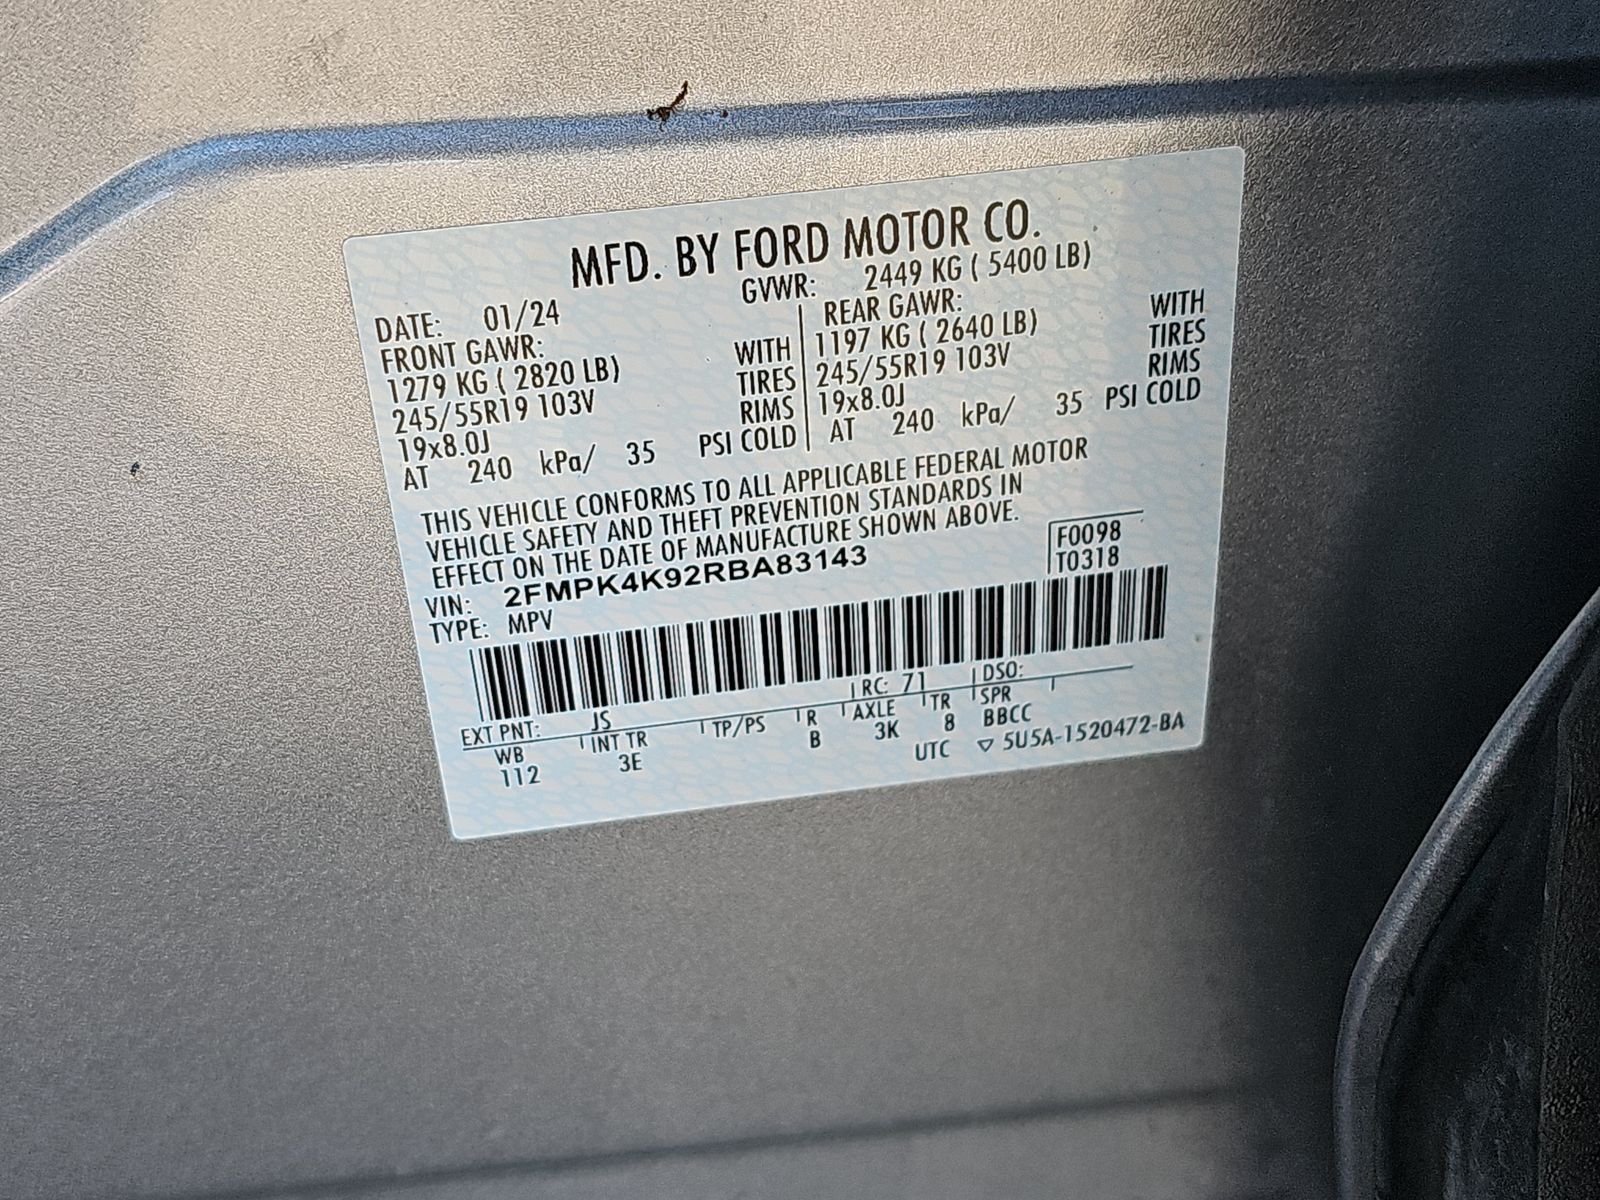 MFD. BY FORD MOTOR CO.
DATE: 01/24 GVWR: 2449 KG ( 5400 LB)
FRONT GAWR: REAR GAWR:
1279 KG ( 2820 LB) WITH 1197 KG ( 2640 LB) WITH
245/55R19 103V TIRES 245/55R19 103V TIRES
19x8.0J RIMS 19x8.0J RIMS
AT 240 kPa/ 35 PSI COLD AT 240 kPa/ 35 PSI COLD
THIS VEHICLE CONFORMS TO ALL APPLICABLE FEDERAL MOTOR
VEHICLE SAFETY AND THEFT PREVENTION STANDARDS IN
EFFECT ON THE DATE OF MANUFACTURE SHOWN ABOVE.
VIN: 2FMPK4K92RBA83143 F0098
TYPE: MPV T0318
EXT PNT: JS RC: 71 DSO:
WB INT TR TP/PS R AXLE TR SPR
112 3E B 3K 8 BBCC
UTC ▽ 5U5A-1520472-BA